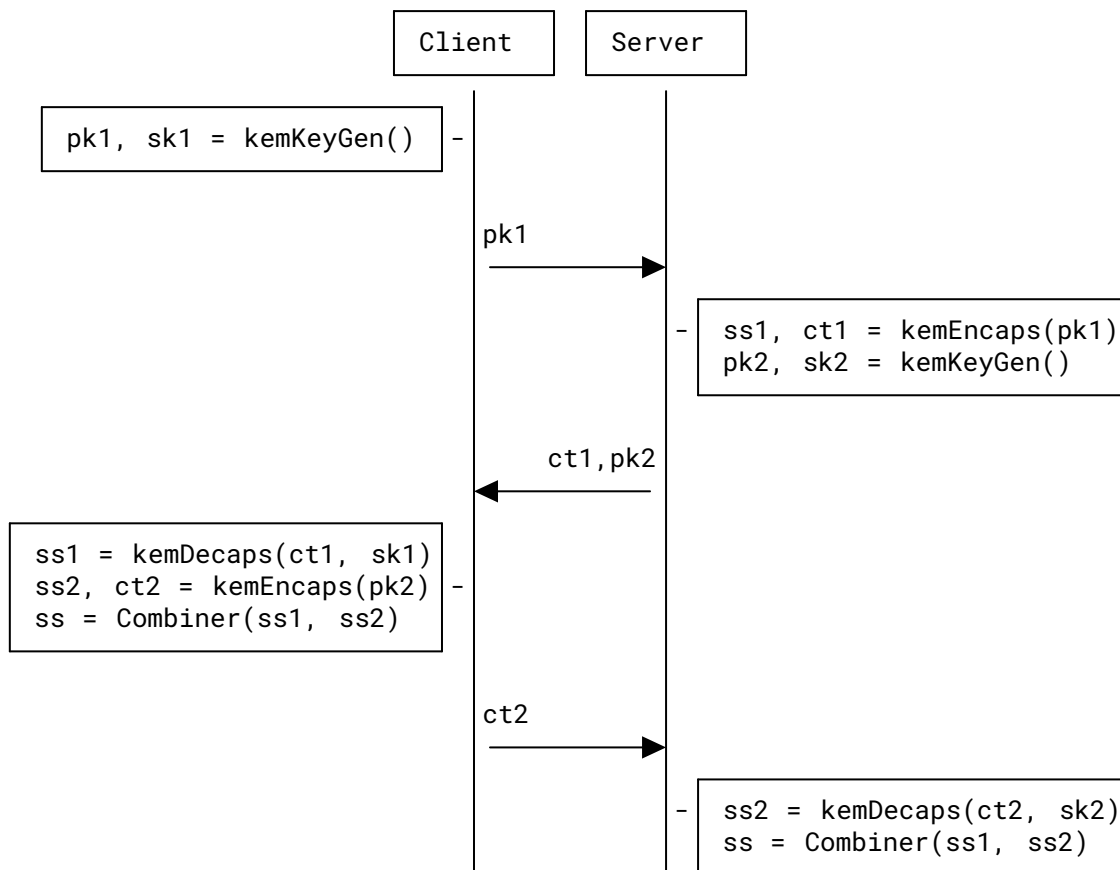 Client
Server
pk1, sk1 = kemKeyGen()
pk1
ss1, ct1 = kemEncaps(pk1)
pk2, sk2 = kemKeyGen()
ct1,pk2
ss1 = kemDecaps(ct1, sk1)
ss2, ct2 = kemEncaps(pk2)
ss = Combiner(ss1, ss2)
ct2
ss2 = kemDecaps(ct2, sk2)
ss = Combiner(ss1, ss2)